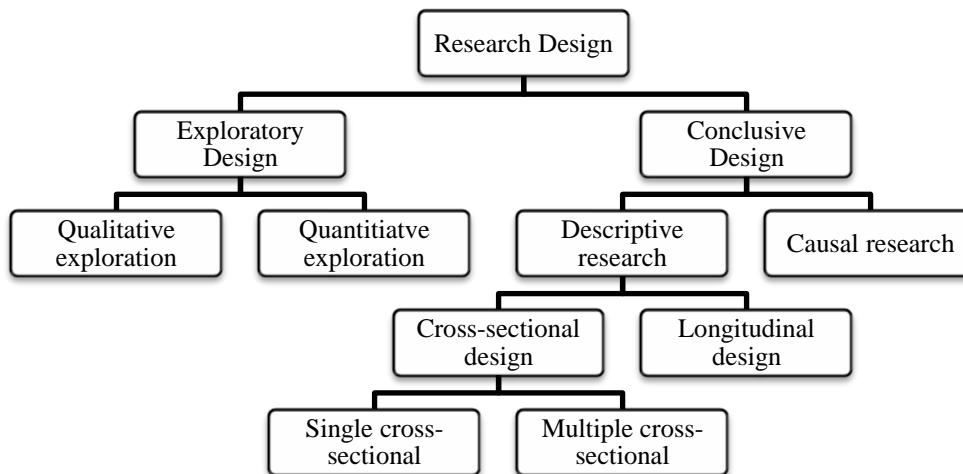 Research Design
Exploratory
Design
Conclusive
Design
Qualitative
exploration
Quantitiatve
exploration
Descriptive
research
Causal research
Cross-sectional
design
Longitudinal
design
Single cross-
sectional
Multiple cross-
sectional